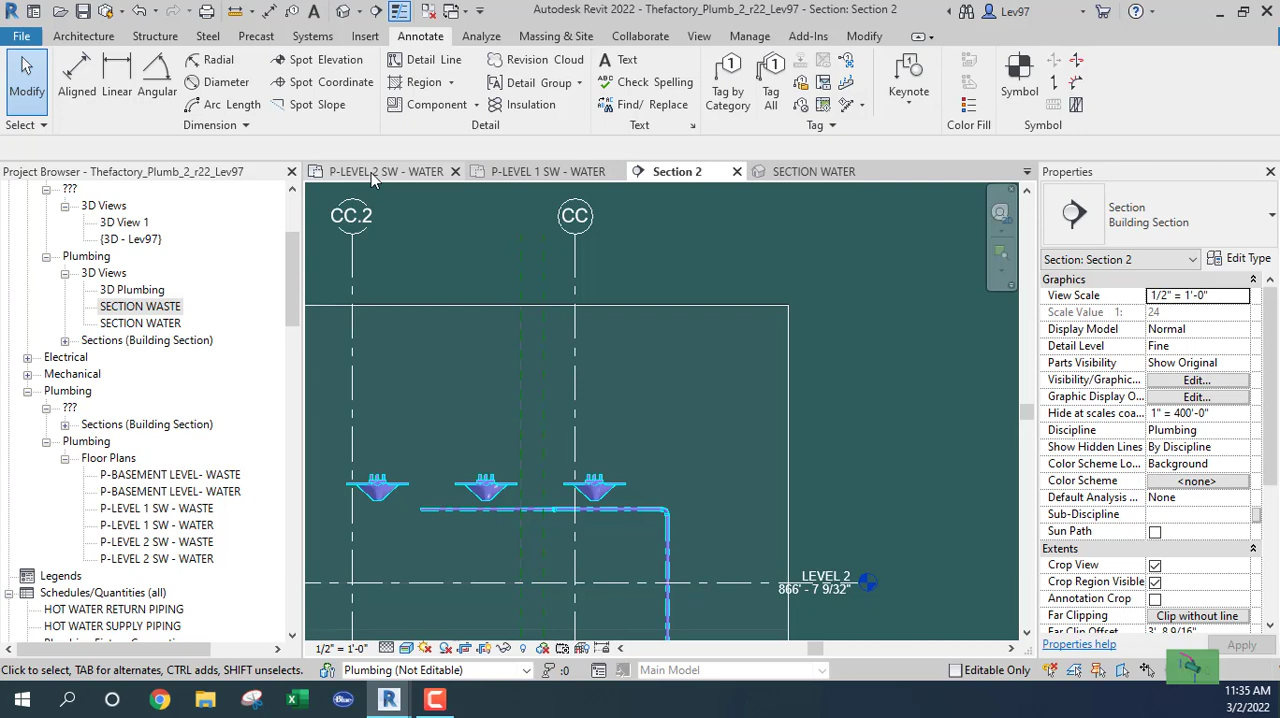 Autodesk Revit 2022 - Thefactory_Plumb_2_r22_Lev97 - Section: Section 2
Lev97
File Architecture Structure Steel Precast Systems Insert Annotate Analyze Massing & Site Collaborate View Manage Add-Ins Modify
Modify
Select
Aligned
Linear
Angular
Radial
Diameter
Arc Length
Spot Elevation
Spot Coordinate
Spot Slope
Dimension
Detail Line
Region
Component
Revision Cloud
Detail Group
Insulation
Detail
Text
Check Spelling
Find/ Replace
Text
Tag by
Category
Tag
All
Tag
Keynote
Color Fill
Symbol
Symbol
Project Browser - Thefactory_Plumb_2_r22_Lev97
P-LEVEL 2 SW - WATER
P-LEVEL 1 SW - WATER
Section 2
SECTION WATER
???
3D Views
3D View 1
{3D - Lev97}
Plumbing
3D Views
3D Plumbing
SECTION WASTE
SECTION WATER
Sections (Building Section)
Electrical
Mechanical
Plumbing
???
Sections (Building Section)
Plumbing
Floor Plans
P-BASEMENT LEVEL- WASTE
P-BASEMENT LEVEL- WATER
P-LEVEL 1 SW - WASTE
P-LEVEL 1 SW - WATER
P-LEVEL 2 SW - WASTE
P-LEVEL 2 SW - WATER
Legends
Schedules/Quantities (all)
HOT WATER RETURN PIPING
HOT WATER SUPPLY PIPING
CC.2
CC
LEVEL 2
866' - 7 9/32"
Properties
Section
Building Section
Section: Section 2
Edit Type
Graphics
View Scale 1/2" = 1'-0"
Scale Value 1: 24
Display Model Normal
Detail Level Fine
Parts Visibility Show Original
Visibility/Graphic... Edit...
Graphic Display O... Edit...
Hide at scales coa... 1" = 400'-0"
Discipline Plumbing
Show Hidden Lines By Discipline
Color Scheme Lo... Background
Color Scheme <none>
Default Analysis ... None
Sub-Discipline
Sun Path
Extents
Crop View
Crop Region Visible
Annotation Crop
Far Clipping Clip without line
Properties help
Apply
1/2" = 1'-0"
Click to select, TAB for alternates, CTRL adds, SHIFT unselects.
Plumbing (Not Editable)
:0
Main Model
Editable Only
11:35 AM
3/2/2022